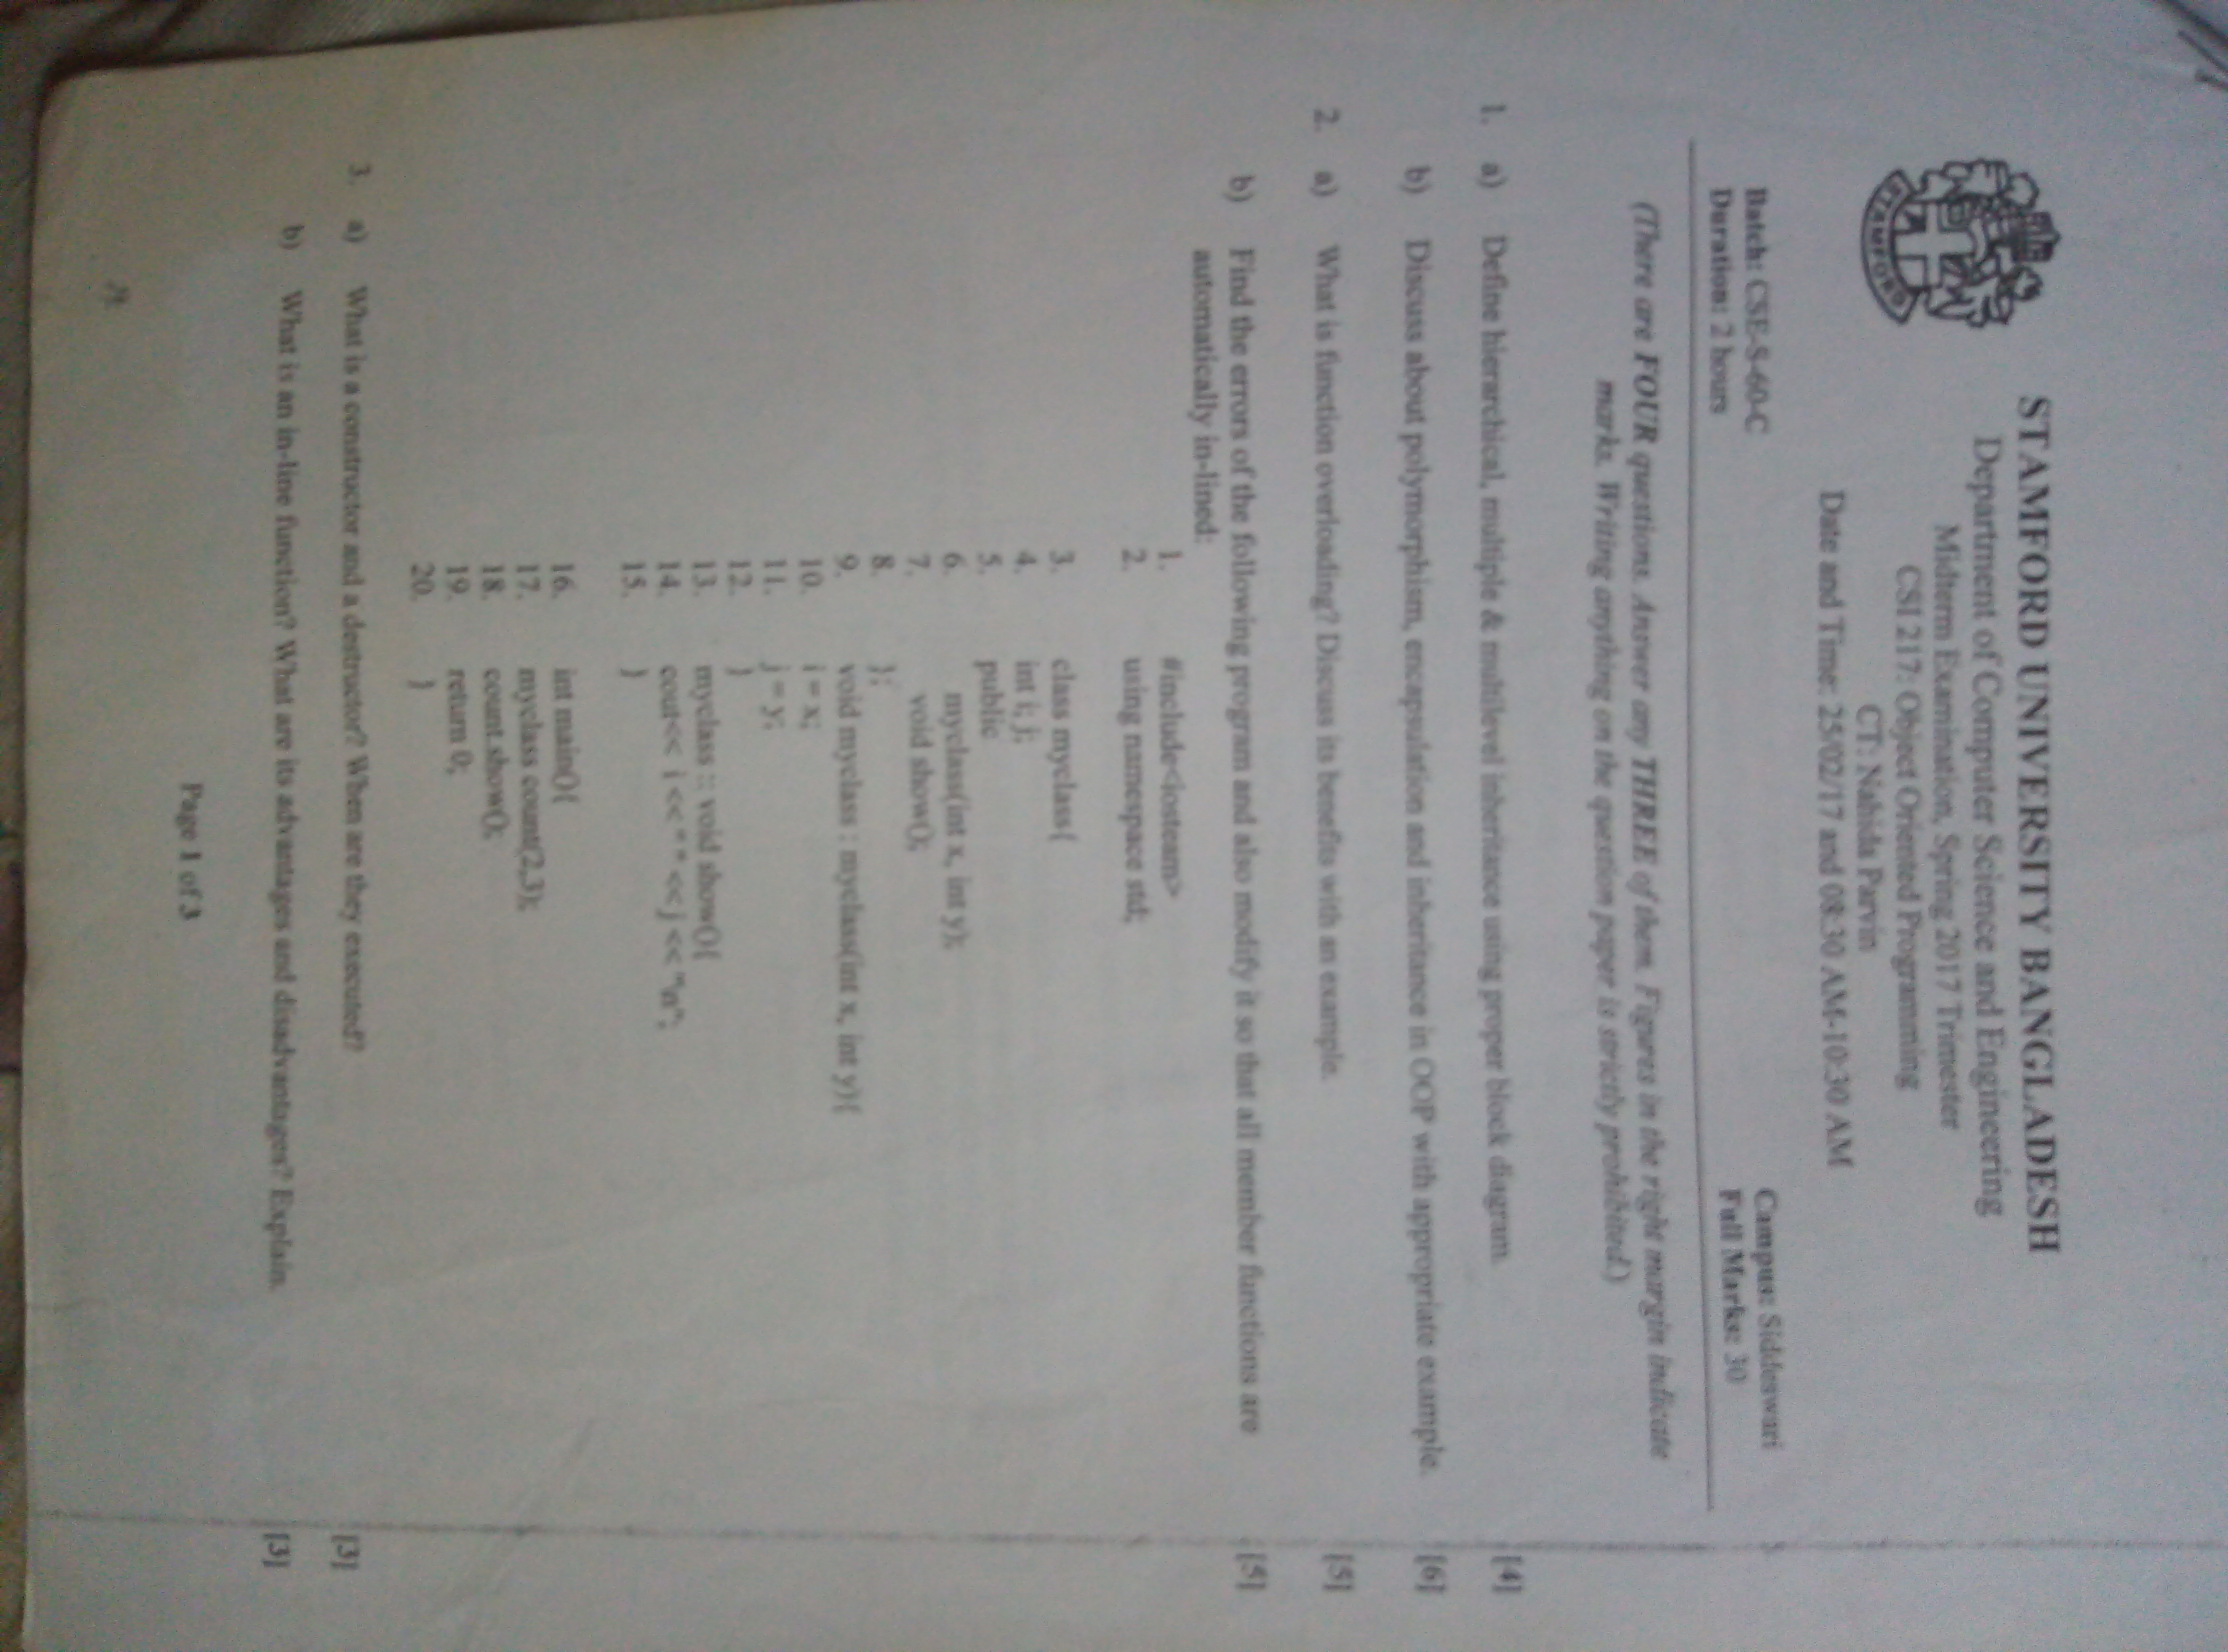 STAMFORD UNIVERSITY BANGLADESH
Department of Computer Science and Engineering
Midterm Examination, Spring 2017 Trimester
CSI 217: Object Oriented Programming
CT: Nahida Parvin
Date and Time: 25/02/17 and 08:30 AM-10:30 AM
STAMFORD
Batch: CSE-S-60-C Campus: Siddeswari
Duration: 2 hours Full Marks: 30
(There are FOUR questions. Answer any THREE of them. Figures in the right margin indicate
marks. Writing anything on the question paper is strictly prohibited.)
1. a) Define hierarchical, multiple & multilevel inheritance using proper block diagram. [4]
b) Discuss about polymorphism, encapsulation and inheritance in OOP with appropriate example. [6]
2. a) What is function overloading? Discuss its benefits with an example. [5]
b) Find the errors of the following program and also modify it so that all member functions are [5]
automatically in-lined:
1. #include<iosteam>
2. using namespace std;
3. class myclass{
4. int i; j;
5. public
6. myclass(int x, int y);
7. void show();
8. };
9. void myclass : myclass(int x, int y){
10. i = x;
11. j = y;
12. }
13. myclass :: void show(){
14. cout<< i << " " << j << "\n";
15. }
16. int main(){
17. myclass count(2,3);
18. count.show();
19. return 0;
20. }
3. a) What is a constructor and a destructor? When are they executed? [3]
b) What is an in-line function? What are its advantages and disadvantages? Explain. [3]
Page 1 of 3